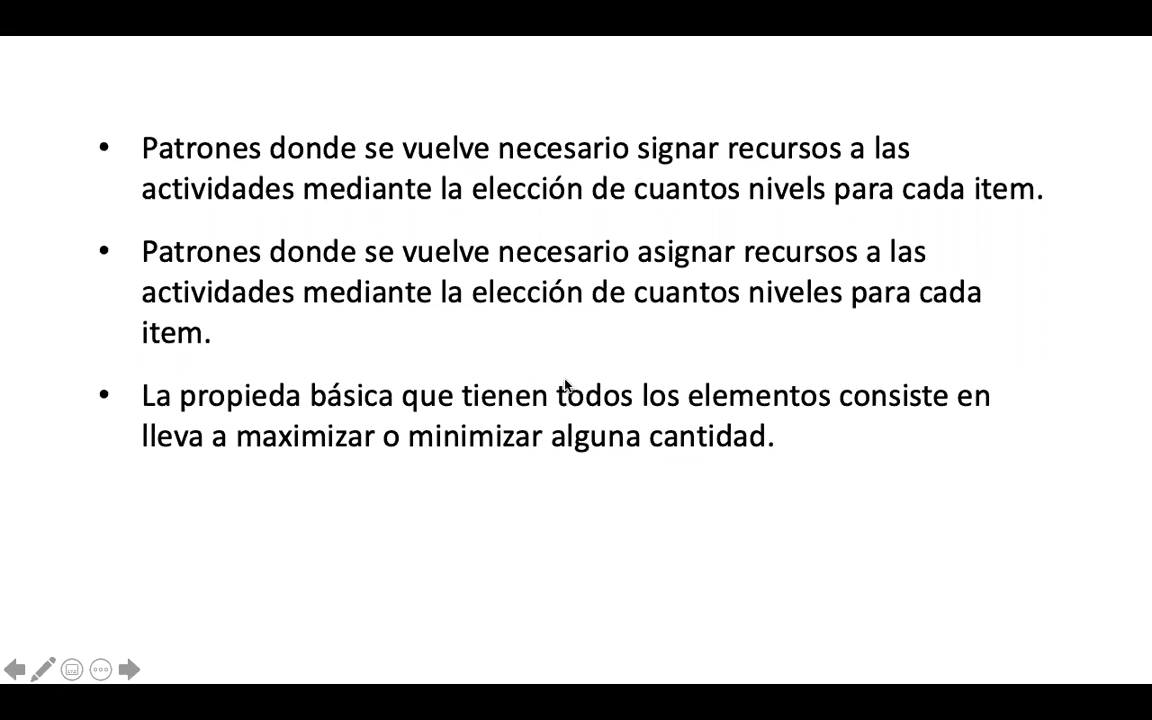 • Patrones donde se vuelve necesario signar recursos a las
actividades mediante la elección de cuantos nivels para cada item.
• Patrones donde se vuelve necesario asignar recursos a las
actividades mediante la elección de cuantos niveles para cada
item.
• La propieda básica que tienen todos los elementos consiste en
lleva a maximizar o minimizar alguna cantidad.